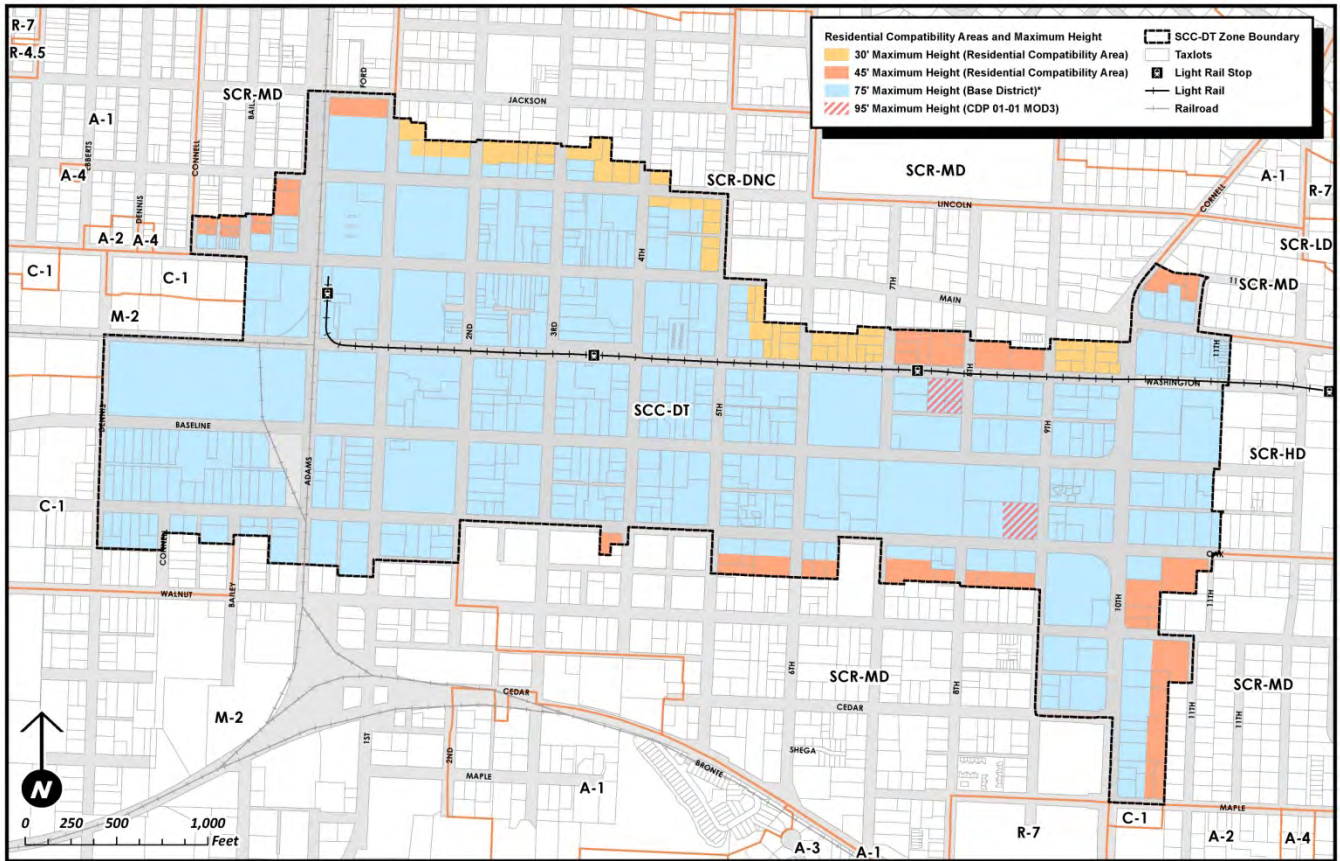 Residential Compatibility Areas and Maximum Height
30' Maximum Height (Residential Compatibility Area)
45' Maximum Height (Residential Compatibility Area)
75' Maximum Height (Base District)*
95' Maximum Height (CDP 01-01 MOD3)
SCC-DT Zone Boundary
Taxlots
Light Rail Stop
Light Rail
Railroad
R-7
R-4.5
SCR-MD
FORD
JACKSON
A-1
CONNELL
A-4
DENNIS
A-2
A-4
C-1
C-1
M-2
SCR-DNC
SCR-MD
LINCOLN
CORNELL
A-1
R-7
SCR-LD
SCR-MD
4TH
7TH
MAIN
2ND
3RD
8TH
11TH
WASHINGTON
SCC-DT
5TH
9TH
DENNIS
BASELINE
ADAMS
SCR-HD
C-1
OAK
CONNELL
BAILEY
WALNUT
10TH
11TH
6TH
8TH
SCR-MD
SCR-MD
M-2
CEDAR
CEDAR
11TH
11TH
1ST
2ND
SHEGA
MAPLE
BRONTE
A-1
MAPLE
R-7
C-1
A-2
A-4
A-3
A-1
N
0 250 500 1,000
Feet